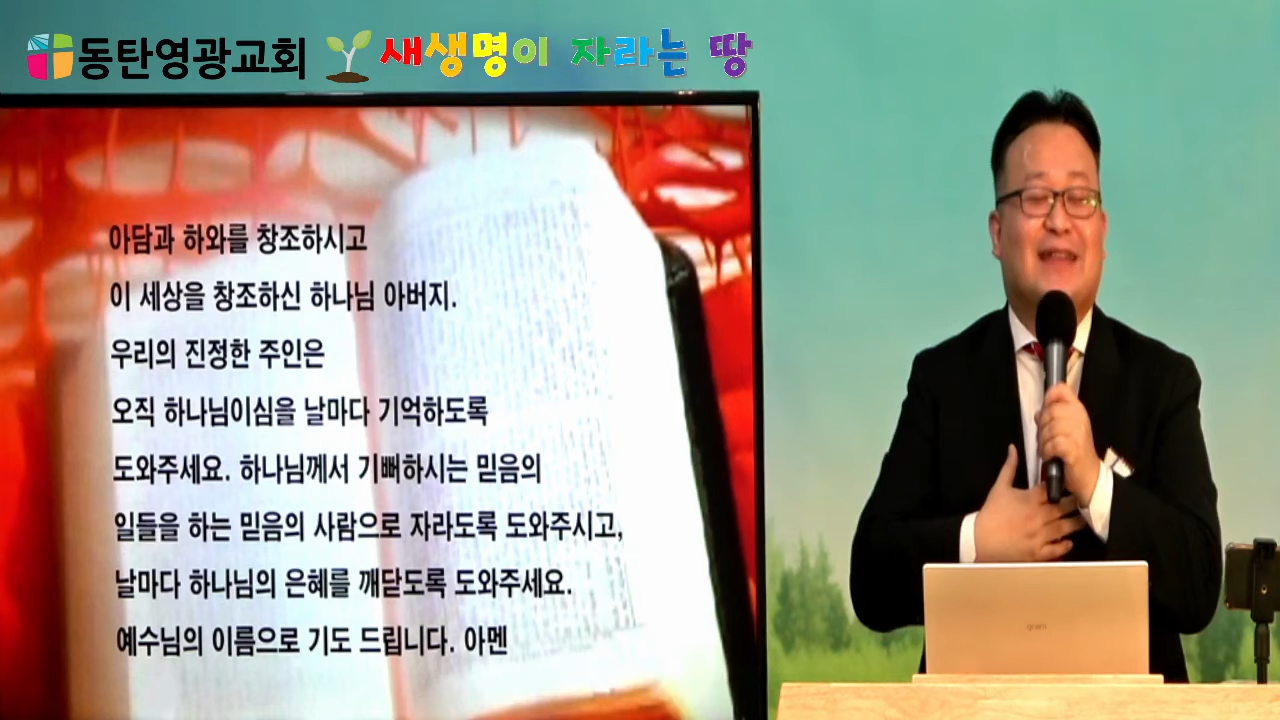 동탄영광교회 새생명이 자라는 땅
아담과 하와를 창조하시고
이 세상을 창조하신 하나님 아버지.
우리의 진정한 주인은
오직 하나님이심을 날마다 기억하도록
도와주세요. 하나님께서 기뻐하시는 믿음의
일들을 하는 믿음의 사람으로 자라도록 도와주시고,
날마다 하나님의 은혜를 깨닫도록 도와주세요.
예수님의 이름으로 기도 드립니다. 아멘
gram